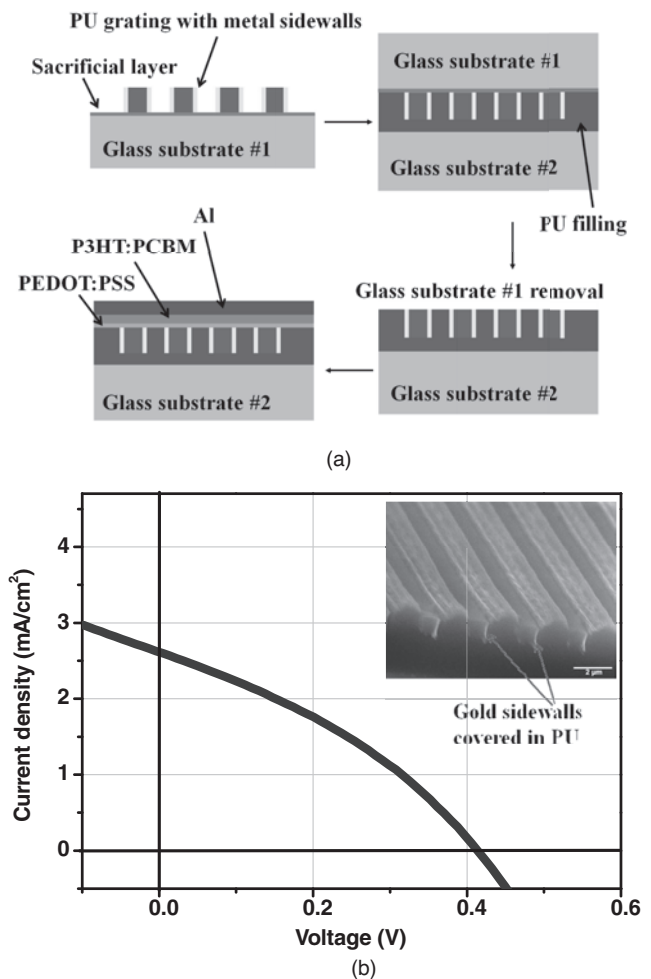 PU grating with metal sidewalls
Sacrificial layer
Glass substrate #1
Glass substrate #1
Glass substrate #2
PU filling
Al
P3HT:PCBM
PEDOT:PSS
Glass substrate #2
Glass substrate #1 removal
Glass substrate #2
(a)
Current density (mA/cm²)
4
3
2
1
0
2 μm
Gold sidewalls
covered in PU
0.0
0.2
0.4
0.6
Voltage (V)
(b)